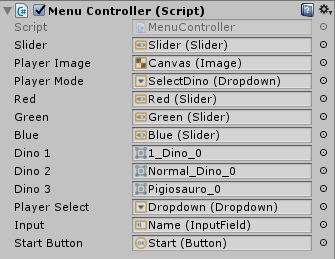 Menu Controller (Script)
Script MenuController
Slider Slider (Slider)
Player Image Canvas (Image)
Player Mode SelectDino (Dropdown)
Red Red (Slider)
Green Green (Slider)
Blue Blue (Slider)
Dino 1 1_Dino_0
Dino 2 Normal_Dino_0
Dino 3 Pigiosauro_0
Player Select Dropdown (Dropdown)
Input Name (InputField)
Start Button Start (Button)